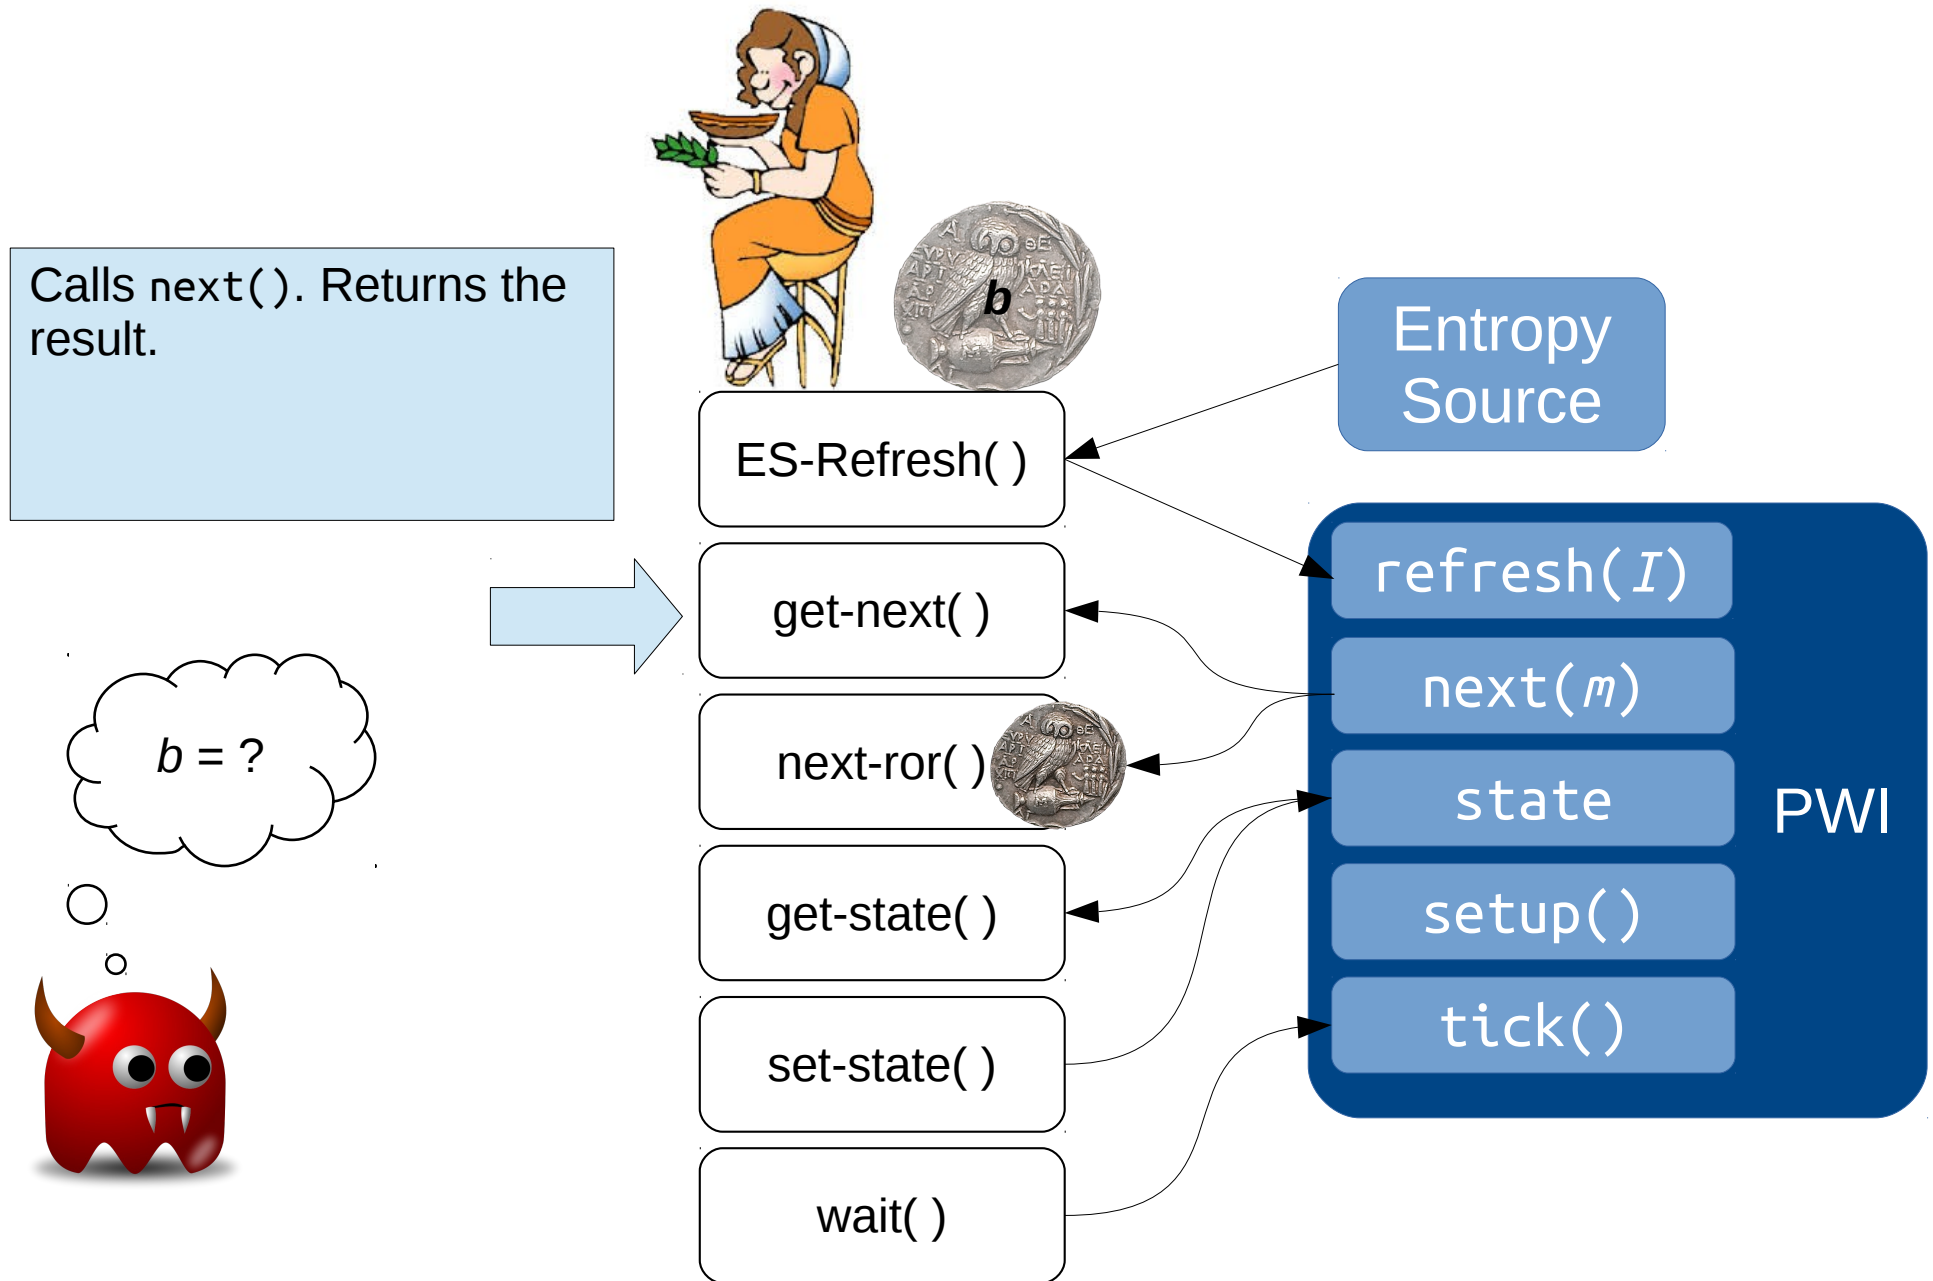 Calls next(). Returns the
result.
b
Entropy
Source
ES-Refresh( )
get-next( )
next-ror( )
get-state( )
set-state( )
wait( )
refresh(I)
next(m)
state
setup()
tick()
PWI
b = ?